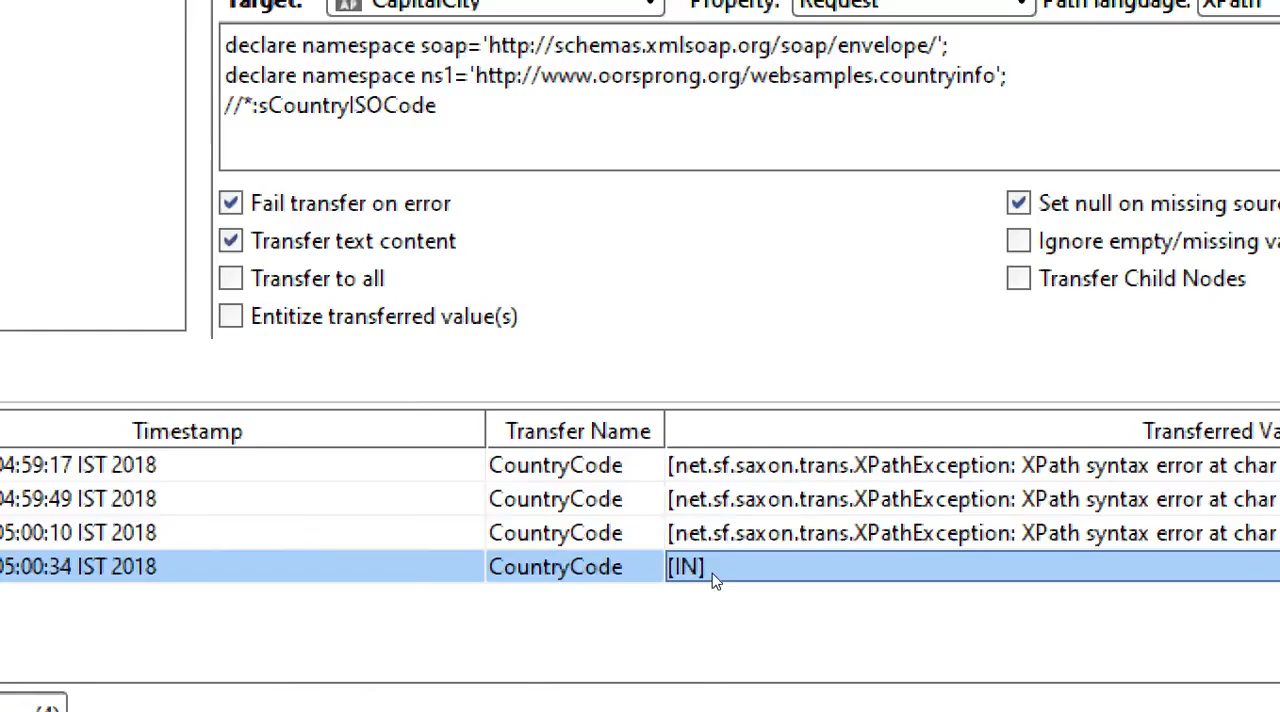 Target: CapitalCity Property: Request Path language: XPath
declare namespace soap='http://schemas.xmlsoap.org/soap/envelope/';
declare namespace ns1='http://www.oorsprong.org/websamples.countryinfo';
//*:sCountryISOCode
Fail transfer on error Set null on missing sour
Transfer text content Ignore empty/missing va
Transfer to all Transfer Child Nodes
Entitize transferred value(s)
Timestamp Transfer Name Transferred Va
04:59:17 IST 2018 CountryCode [net.sf.saxon.trans.XPathException: XPath syntax error at char
04:59:49 IST 2018 CountryCode [net.sf.saxon.trans.XPathException: XPath syntax error at char
05:00:10 IST 2018 CountryCode [net.sf.saxon.trans.XPathException: XPath syntax error at char
05:00:34 IST 2018 CountryCode [IN]